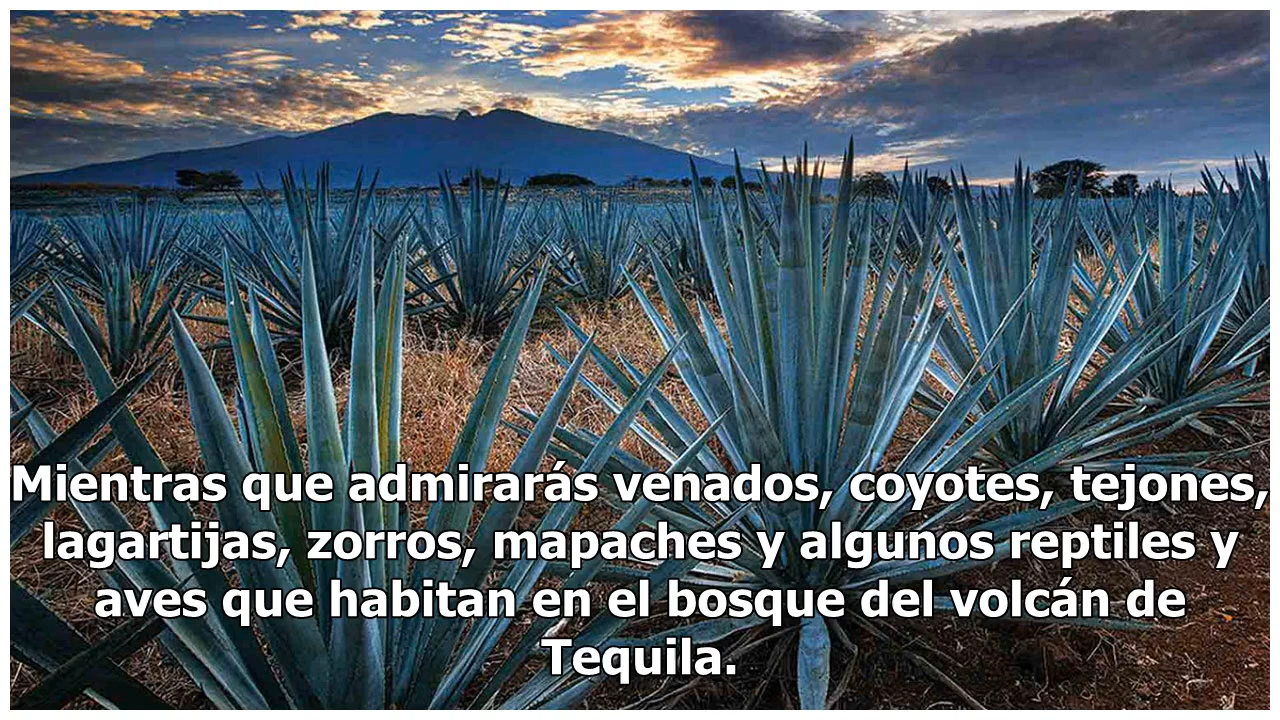 Mientras que admirarás venados, coyotes, tejones,
lagartijas, zorros, mapaches y algunos reptiles y
aves que habitan en el bosque del volcán de
Tequila.